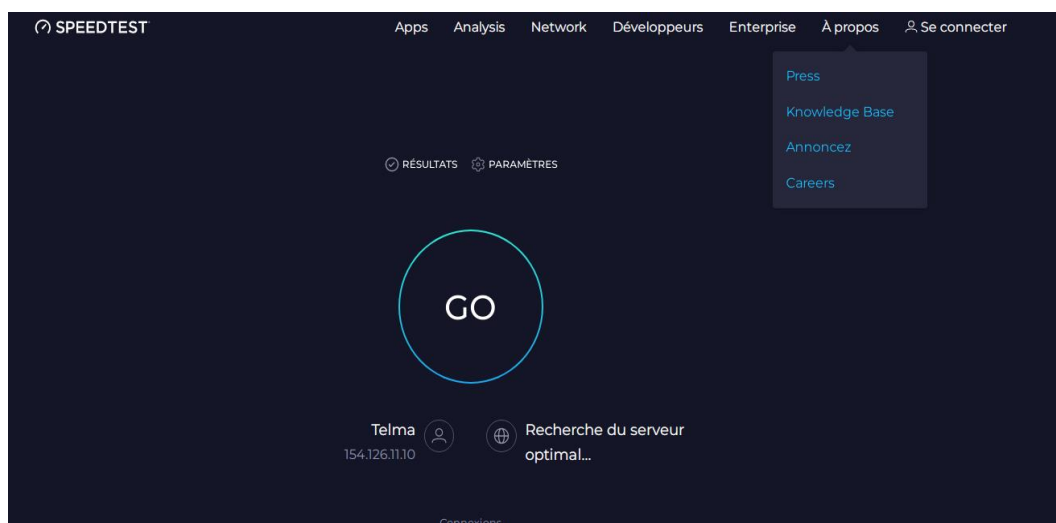 SPEEDTEST
Apps Analysis Network Développeurs Enterprise À propos Se connecter
Press
Knowledge Base
Annoncez
Careers
RÉSULTATS PARAMÈTRES
GO
Telma
154.126.11.10
Recherche du serveur
optimal...
Connexions